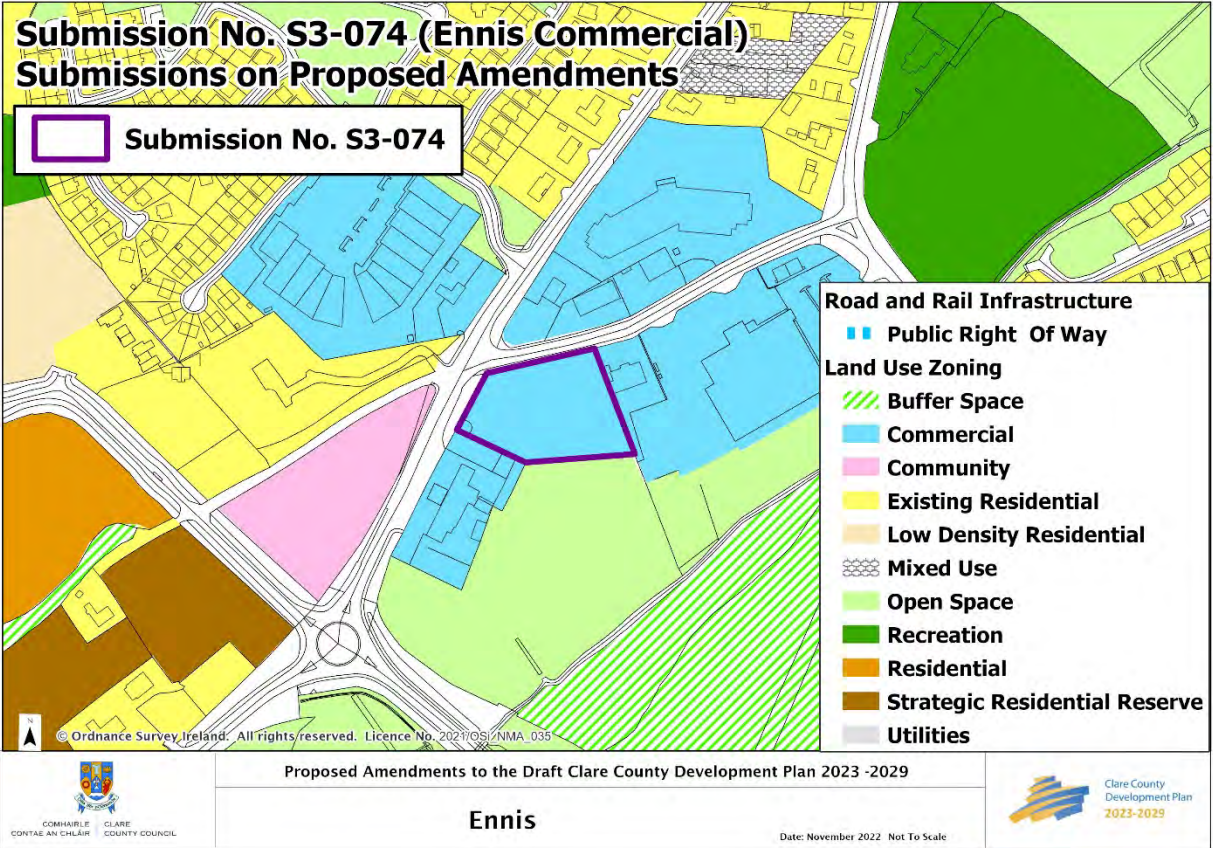 Submission No. S3-074 (Ennis Commercial)
Submissions on Proposed Amendments
Submission No. S3-074
Road and Rail Infrastructure
Public Right Of Way
Land Use Zoning
Buffer Space
Commercial
Community
Existing Residential
Low Density Residential
Mixed Use
Open Space
Recreation
Residential
Strategic Residential Reserve
Utilities
N
© Ordnance Survey Ireland. All rights reserved. Licence No. 2021/OSi/NMA_035
COMHAIRLE CONTAE AN CHLÁIR
CLARE COUNTY COUNCIL
Proposed Amendments to the Draft Clare County Development Plan 2023 -2029
Ennis
Date: November 2022 Not To Scale
Clare County
Development Plan
2023-2029